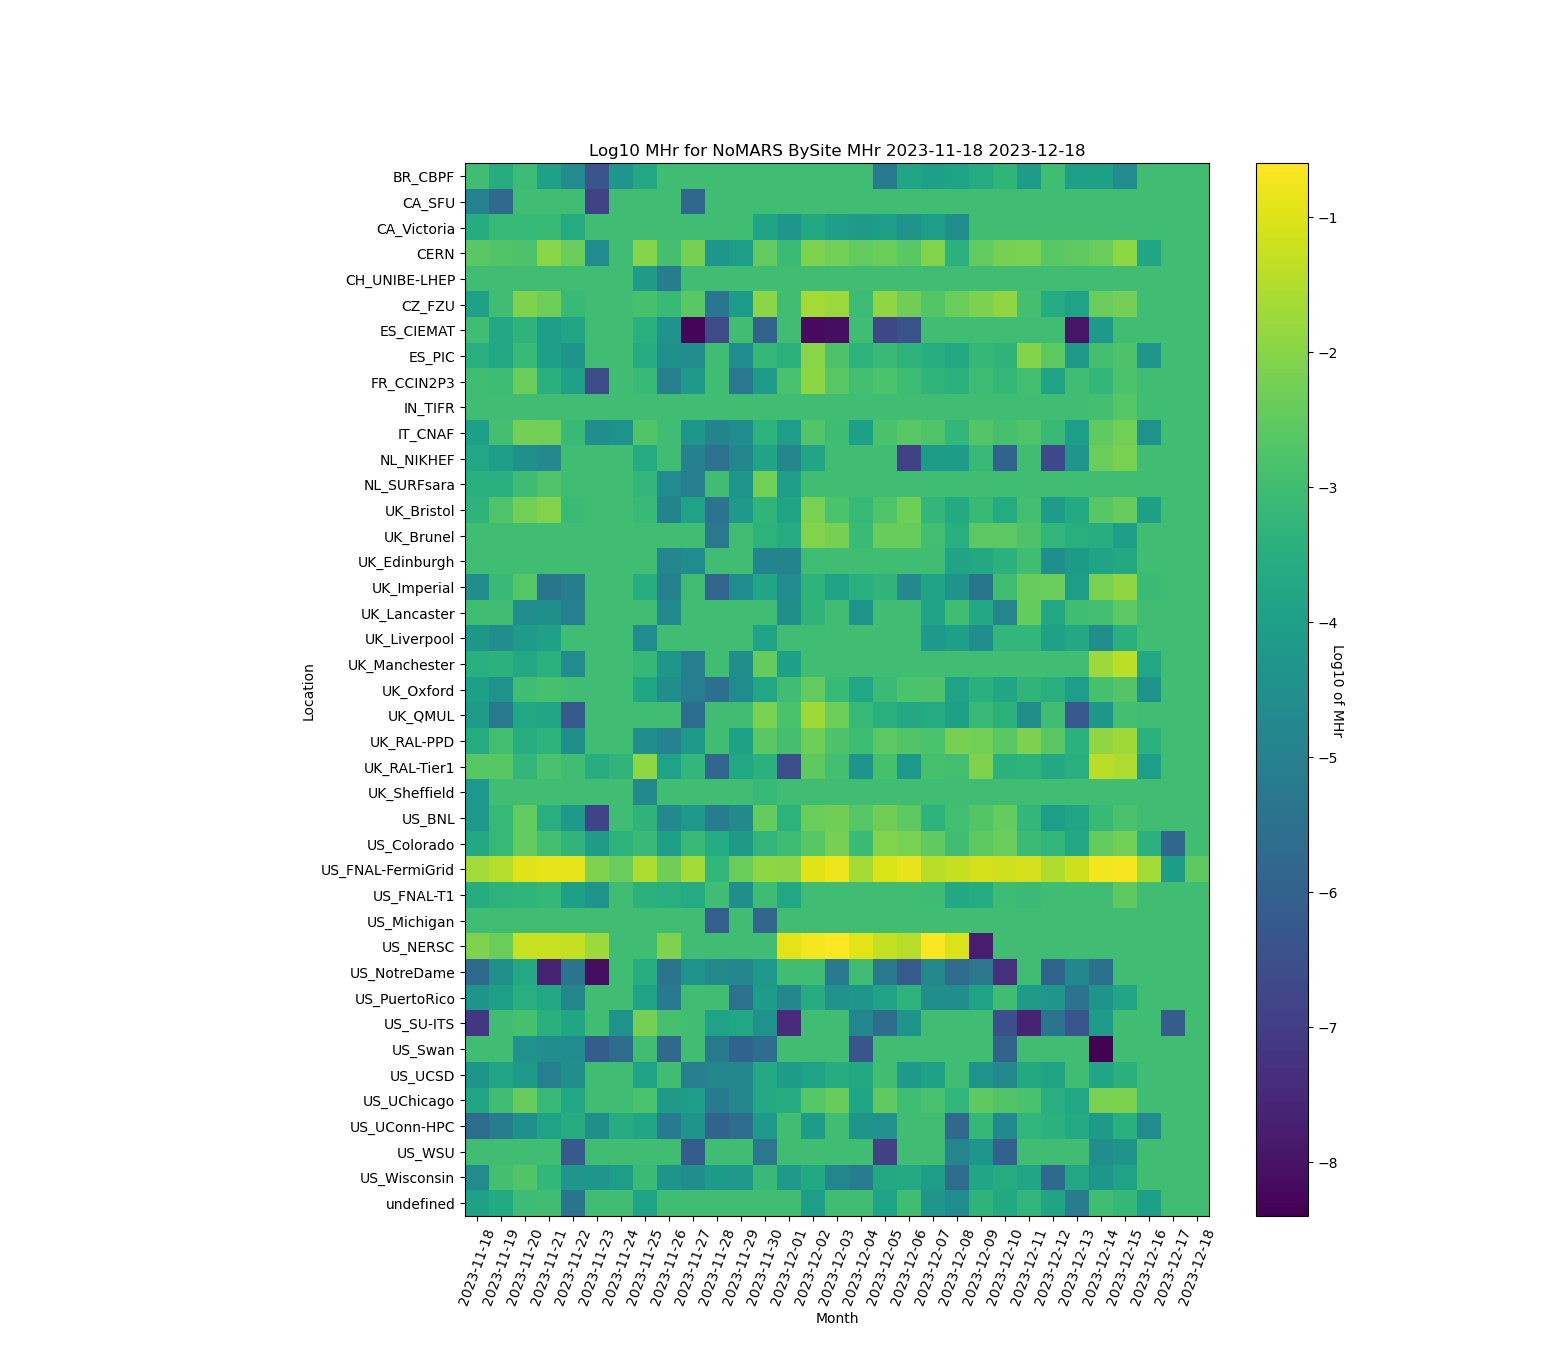 Log10 MHr for NoMARS BySite MHr 2023-11-18 2023-12-18
BR_CBPF
CA_SFU
CA_Victoria
CERN
CH_UNIBE-LHEP
CZ_FZU
ES_CIEMAT
ES_PIC
FR_CCIN2P3
IN_TIFR
IT_CNAF
NL_NIKHEF
NL_SURFsara
UK_Bristol
UK_Brunel
UK_Edinburgh
UK_Imperial
UK_Lancaster
UK_Liverpool
UK_Manchester
UK_Oxford
UK_QMUL
UK_RAL-PPD
UK_RAL-Tier1
UK_Sheffield
US_BNL
US_Colorado
US_FNAL-FermiGrid
US_FNAL-T1
US_Michigan
US_NERSC
US_NotreDame
US_PuertoRico
US_SU-ITS
US_Swan
US_UCSD
US_UChicago
US_UConn-HPC
US_WSU
US_Wisconsin
undefined
Location
2023-11-18
2023-11-19
2023-11-20
2023-11-21
2023-11-22
2023-11-23
2023-11-24
2023-11-25
2023-11-26
2023-11-27
2023-11-28
2023-11-29
2023-11-30
2023-12-01
2023-12-02
2023-12-03
2023-12-04
2023-12-05
2023-12-06
2023-12-07
2023-12-08
2023-12-09
2023-12-10
2023-12-11
2023-12-12
2023-12-13
2023-12-14
2023-12-15
2023-12-16
2023-12-17
2023-12-18
Month
−1
−2
−3
−4
−5
−6
−7
−8
Log10 of MHr